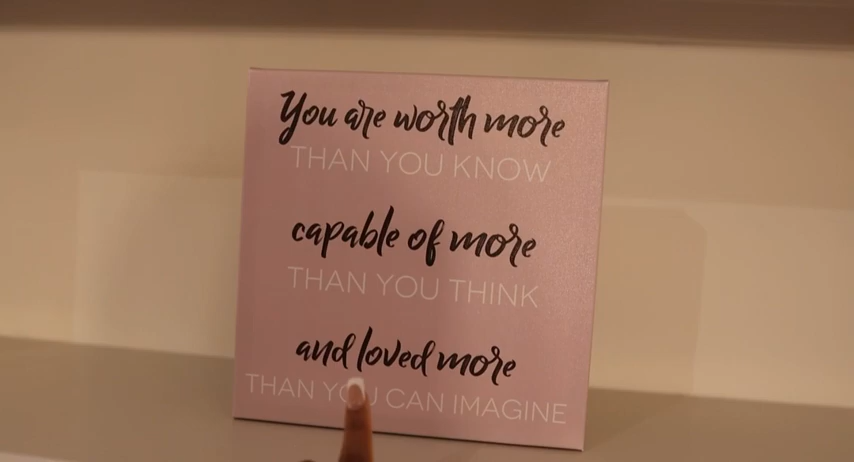 You are worth more
THAN YOU KNOW
capable of more
THAN YOU THINK
and loved more
THAN YOU CAN IMAGINE